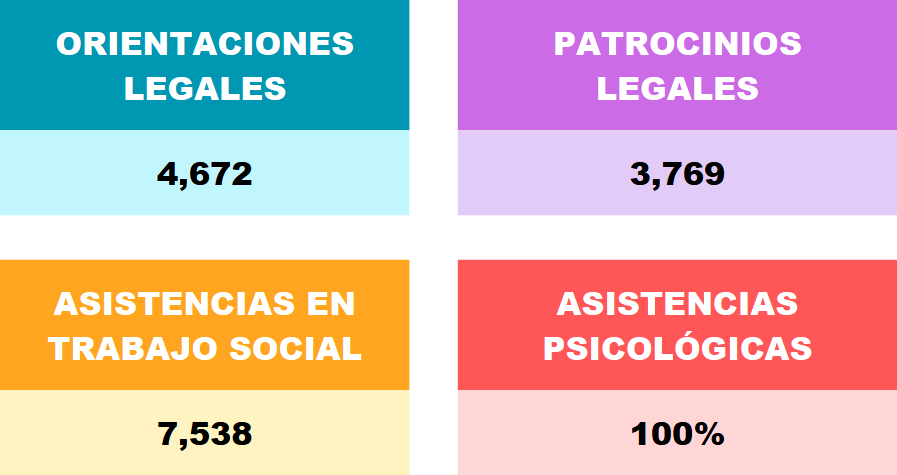 ORIENTACIONES
LEGALES
4,672
PATROCINIOS
LEGALES
3,769
ASISTENCIAS EN
TRABAJO SOCIAL
7,538
ASISTENCIAS
PSICOLÓGICAS
100%